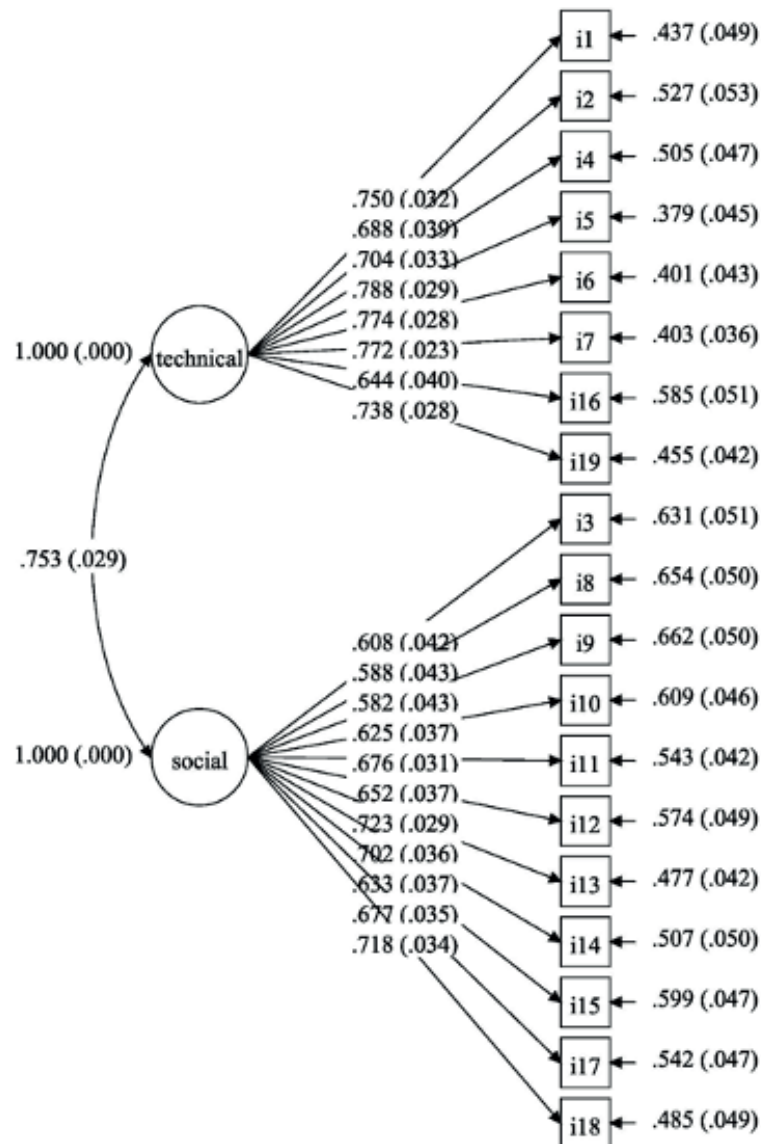 i1 .437 (.049)
i2 .527 (.053)
i4 .505 (.047)
i5 .379 (.045)
i6 .401 (.043)
i7 .403 (.036)
i16 .585 (.051)
i19 .455 (.042)
.750 (.032)
.688 (.039)
.704 (.033)
.788 (.029)
.774 (.028)
.772 (.023)
.644 (.040)
.738 (.028)
1.000 (.000) technical
.753 (.029)
i3 .631 (.051)
i8 .654 (.050)
i9 .662 (.050)
i10 .609 (.046)
i11 .543 (.042)
i12 .574 (.049)
i13 .477 (.042)
i14 .507 (.050)
i15 .599 (.047)
i17 .542 (.047)
i18 .485 (.049)
.608 (.042)
.588 (.043)
.582 (.043)
.625 (.037)
.676 (.031)
.652 (.037)
.723 (.029)
.702 (.036)
.633 (.037)
.677 (.035)
.718 (.034)
1.000 (.000) social